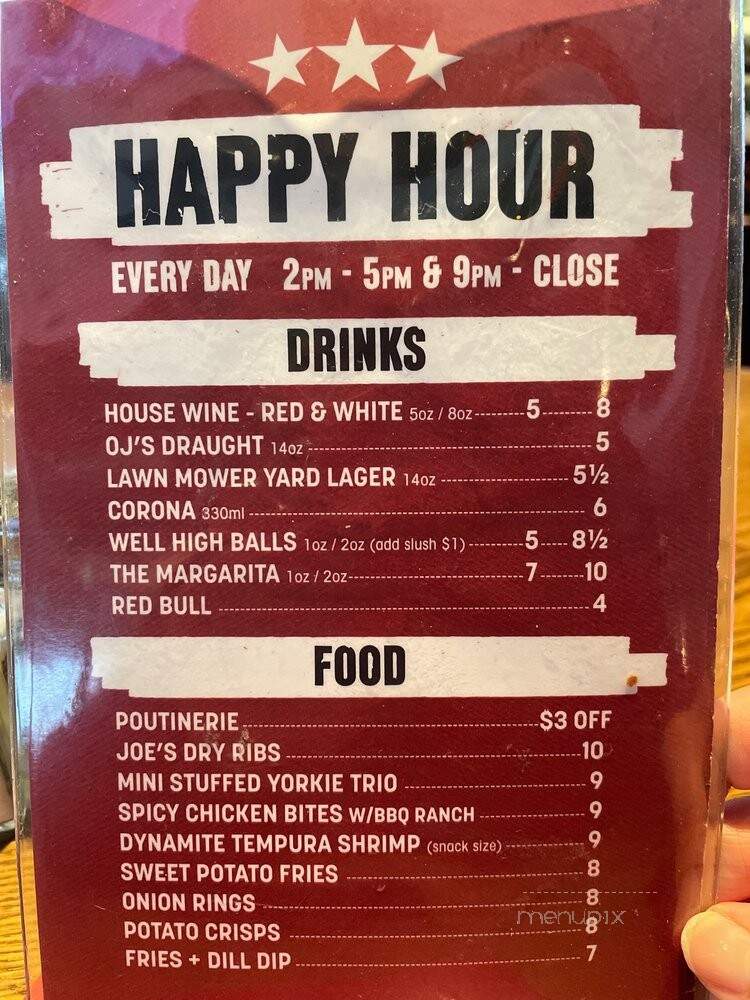 HAPPY HOUR
EVERY DAY 2PM - 5PM & 9PM - CLOSE
DRINKS
HOUSE WINE - RED & WHITE 5oz / 8oz 5 8
OJ'S DRAUGHT 14oz 5
LAWN MOWER YARD LAGER 14oz 5½
CORONA 330ml 6
WELL HIGH BALLS 1oz / 2oz (add slush $1) 5 8½
THE MARGARITA 1oz / 2oz 7 10
RED BULL 4
FOOD
POUTINERIE $3 OFF
JOE'S DRY RIBS 10
MINI STUFFED YORKIE TRIO 9
SPICY CHICKEN BITES W/BBQ RANCH 9
DYNAMITE TEMPURA SHRIMP (snack size) 9
SWEET POTATO FRIES 8
ONION RINGS 8
menupix
POTATO CRISPS 8
FRIES + DILL DIP 7